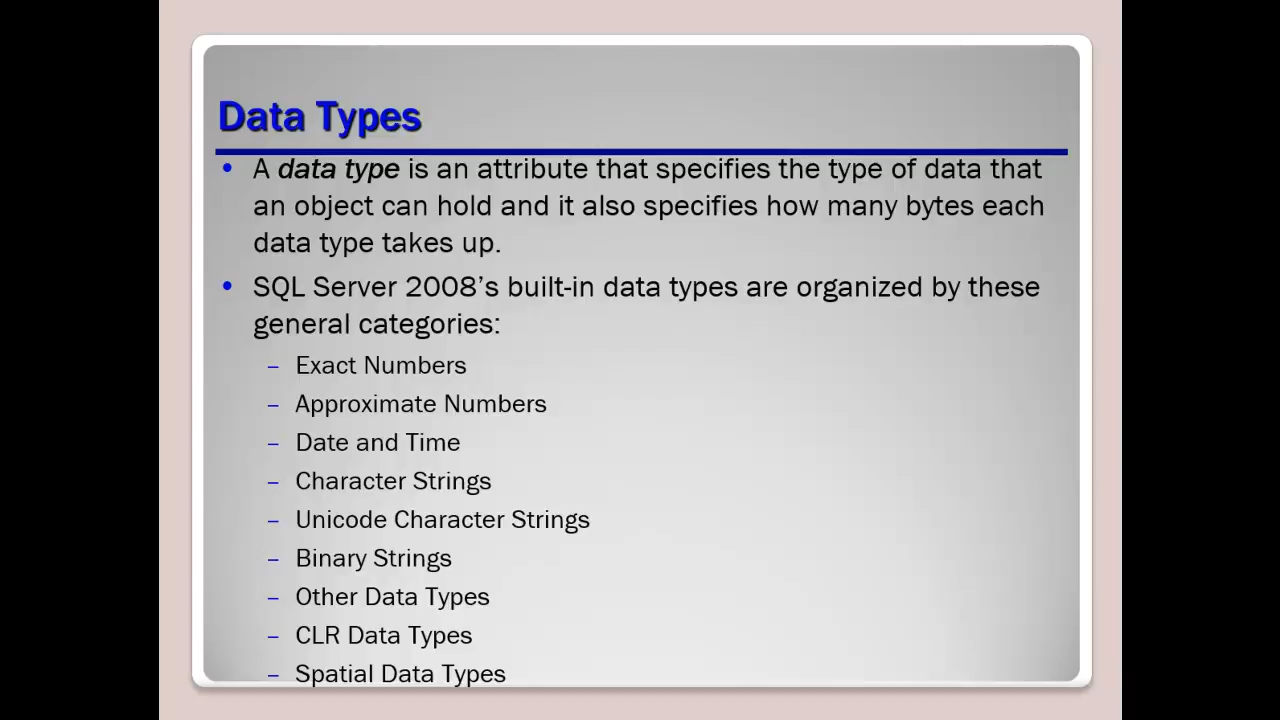 Data Types
• A data type is an attribute that specifies the type of data that
an object can hold and it also specifies how many bytes each
data type takes up.
• SQL Server 2008’s built-in data types are organized by these
general categories:
– Exact Numbers
– Approximate Numbers
– Date and Time
– Character Strings
– Unicode Character Strings
– Binary Strings
– Other Data Types
– CLR Data Types
– Spatial Data Types